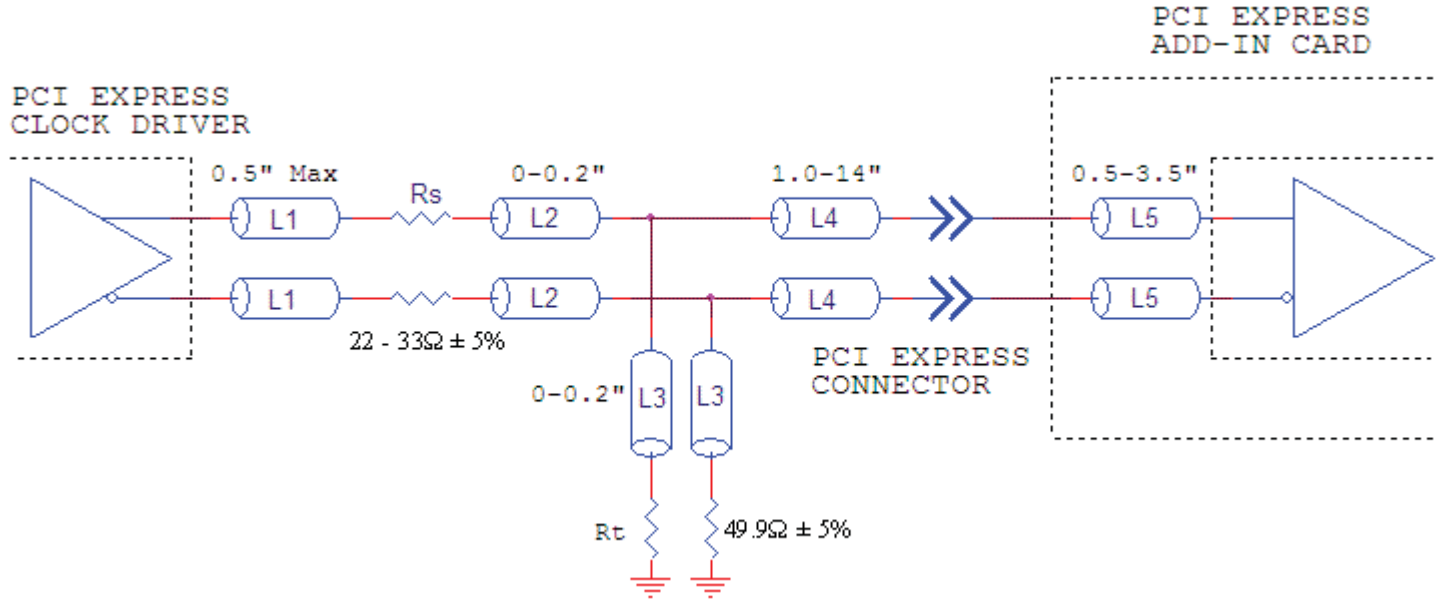 PCI EXPRESS
ADD-IN CARD
PCI EXPRESS
CLOCK DRIVER
0.5" Max
Rs
0-0.2"
1.0-14"
0.5-3.5"
L1
L2
L4
L5
L1
L2
L4
L5
22 - 33Ω ± 5%
PCI EXPRESS
CONNECTOR
0-0.2"
L3
L3
Rt
49.9Ω ± 5%